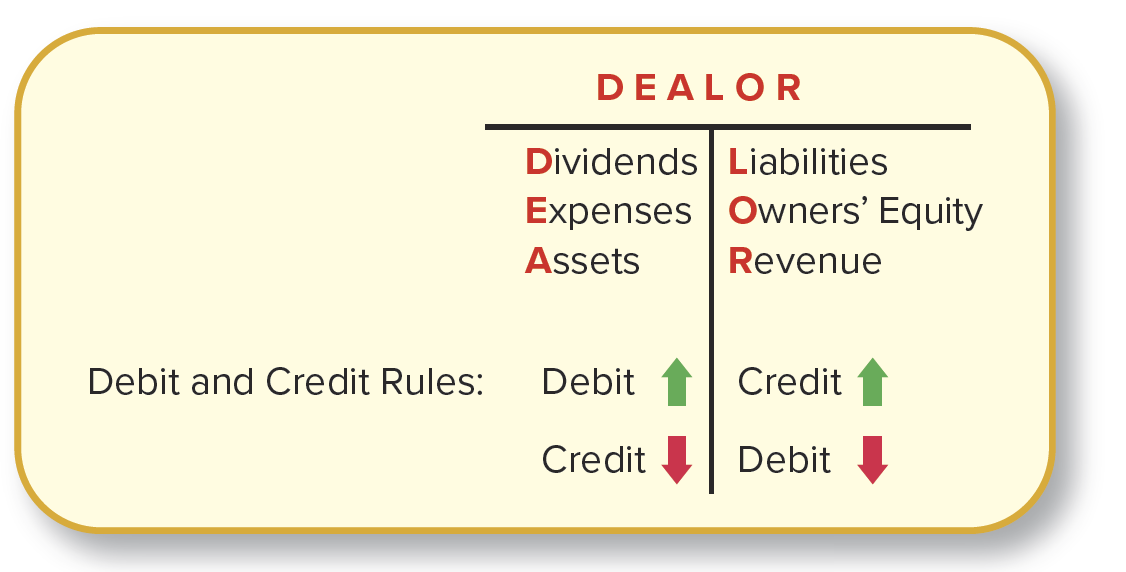 DEALOR
Dividends Liabilities
Expenses Owners’ Equity
Assets Revenue
Debit and Credit Rules: Debit Credit
Credit Debit